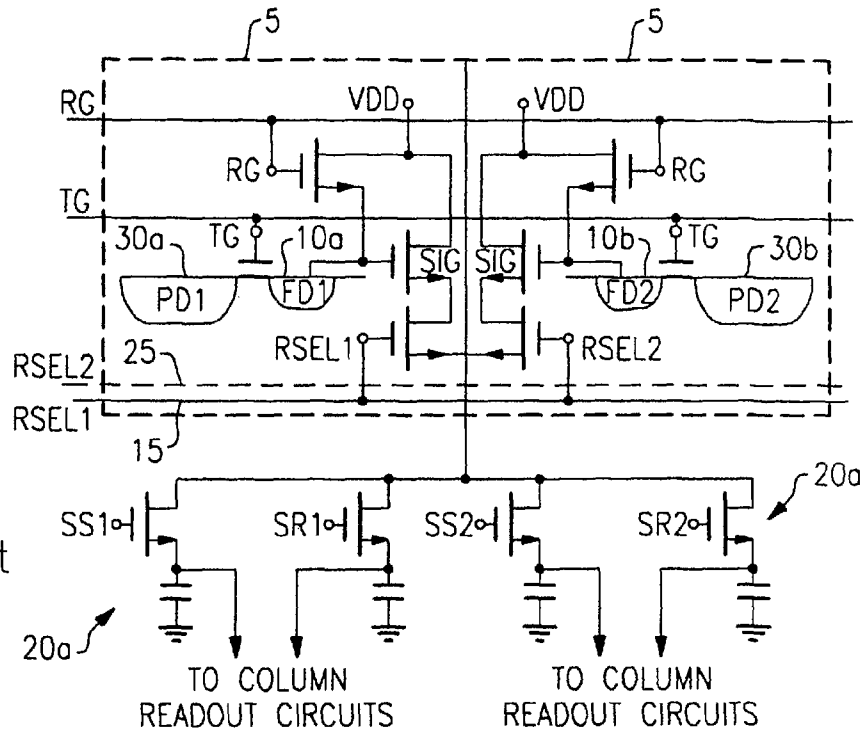 5 5
VDD VDD
RG
RG RG
TG
TG TG
30a 10a 10b 30b
SIG SIG
PD1 FD1 FD2 PD2
RSEL1 RSEL2
RSEL2 25
RSEL1
15
20a
SS1 SR1 SS2 SR2
t
20a
TO COLUMN TO COLUMN
READOUT CIRCUITS READOUT CIRCUITS